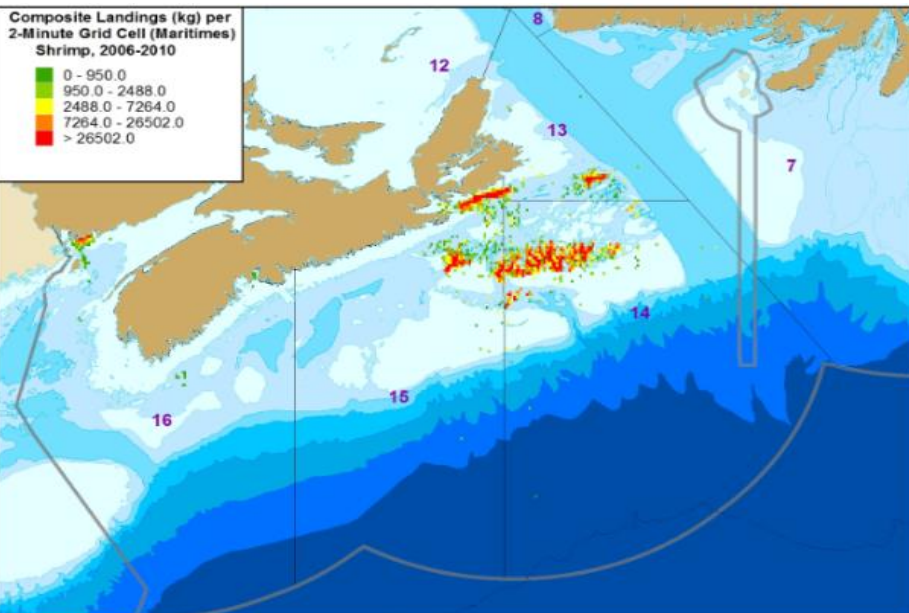 Composite Landings (kg) per
2-Minute Grid Cell (Maritimes)
Shrimp, 2006-2010
0 - 950.0
950.0 - 2488.0
2488.0 - 7264.0
7264.0 - 26502.0
> 26502.0
8
12
13
7
14
15
16